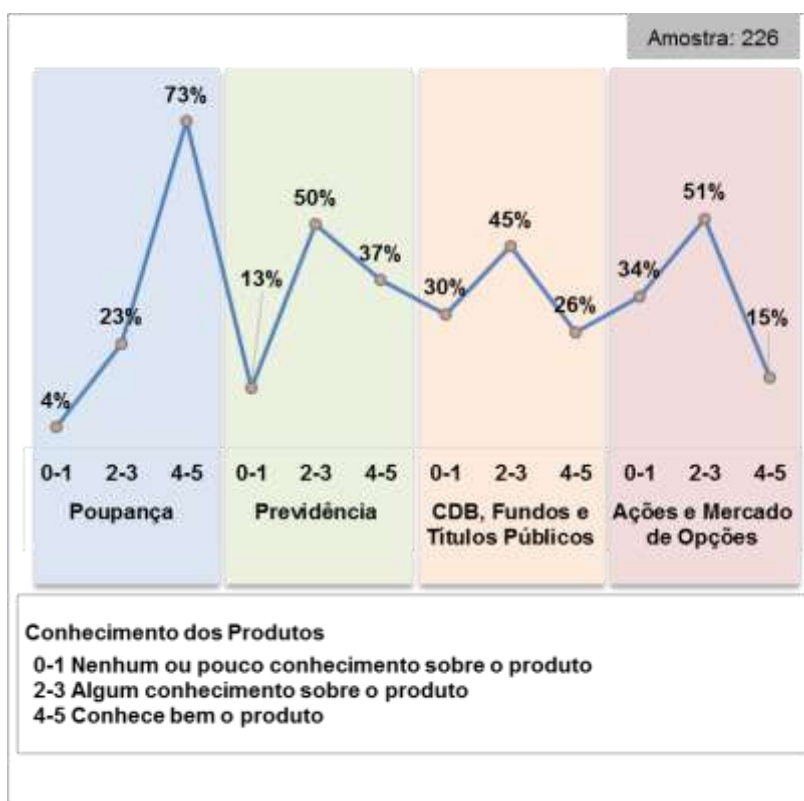 Amostra: 226
73%
50%
51%
45%
37%
34%
13%
30%
26%
15%
23%
4%
0-1 2-3 4-5 0-1 2-3 4-5 0-1 2-3 4-5 0-1 2-3 4-5
Poupança Previdência CDB, Fundos e Ações e Mercado
Títulos Públicos de Opções
Conhecimento dos Produtos
0-1 Nenhum ou pouco conhecimento sobre o produto
2-3 Algum conhecimento sobre o produto
4-5 Conhece bem o produto